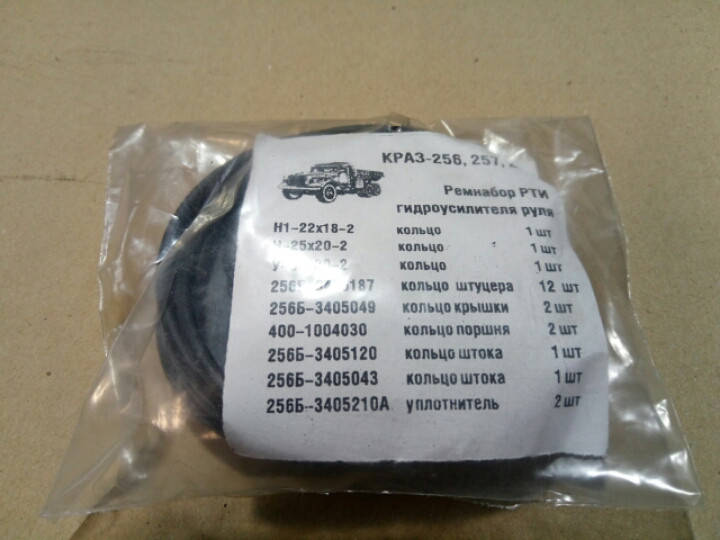 КРАЗ-256, 257,
Ремнабор РТИ
гидроусилителя руля
Н1-22х18-2 кольцо 1 шт
25х20-2 кольцо 1 шт
кольцо 1 шт
кольцо штуцера 12 шт
256Б-3405049 кольцо крышки 2 шт
400-1004030 кольцо поршня 2 шт
256Б-3405120 кольцо штока 1 шт
256Б-3405043 кольцо штока 1 шт
256Б-3405210А уплотнитель 2 шт